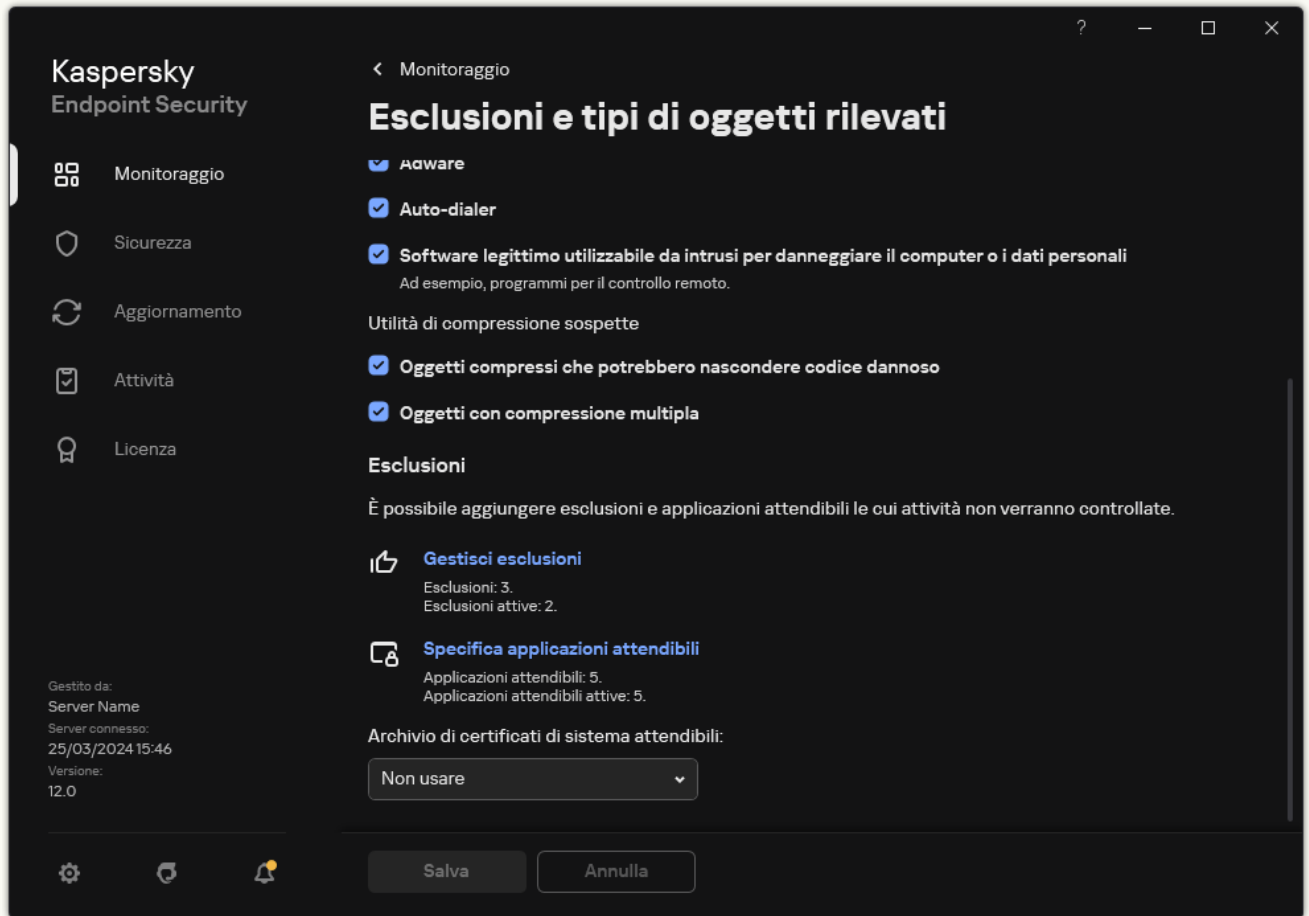 ?
Kaspersky
Endpoint Security
Monitoraggio
Sicurezza
Aggiornamento
Attività
Licenza
Gestito da:
Server Name
Server connesso:
25/03/2024 15:46
Versione:
12.0
Monitoraggio
Esclusioni e tipi di oggetti rilevati
Adware
Auto-dialer
Software legittimo utilizzabile da intrusi per danneggiare il computer o i dati personali
Ad esempio, programmi per il controllo remoto.
Utilità di compressione sospette
Oggetti compressi che potrebbero nascondere codice dannoso
Oggetti con compressione multipla
Esclusioni
È possibile aggiungere esclusioni e applicazioni attendibili le cui attività non verranno controllate.
Gestisci esclusioni
Esclusioni: 3.
Esclusioni attive: 2.
Specifica applicazioni attendibili
Applicazioni attendibili: 5.
Applicazioni attendibili attive: 5.
Archivio di certificati di sistema attendibili:
Non usare
Salva
Annulla